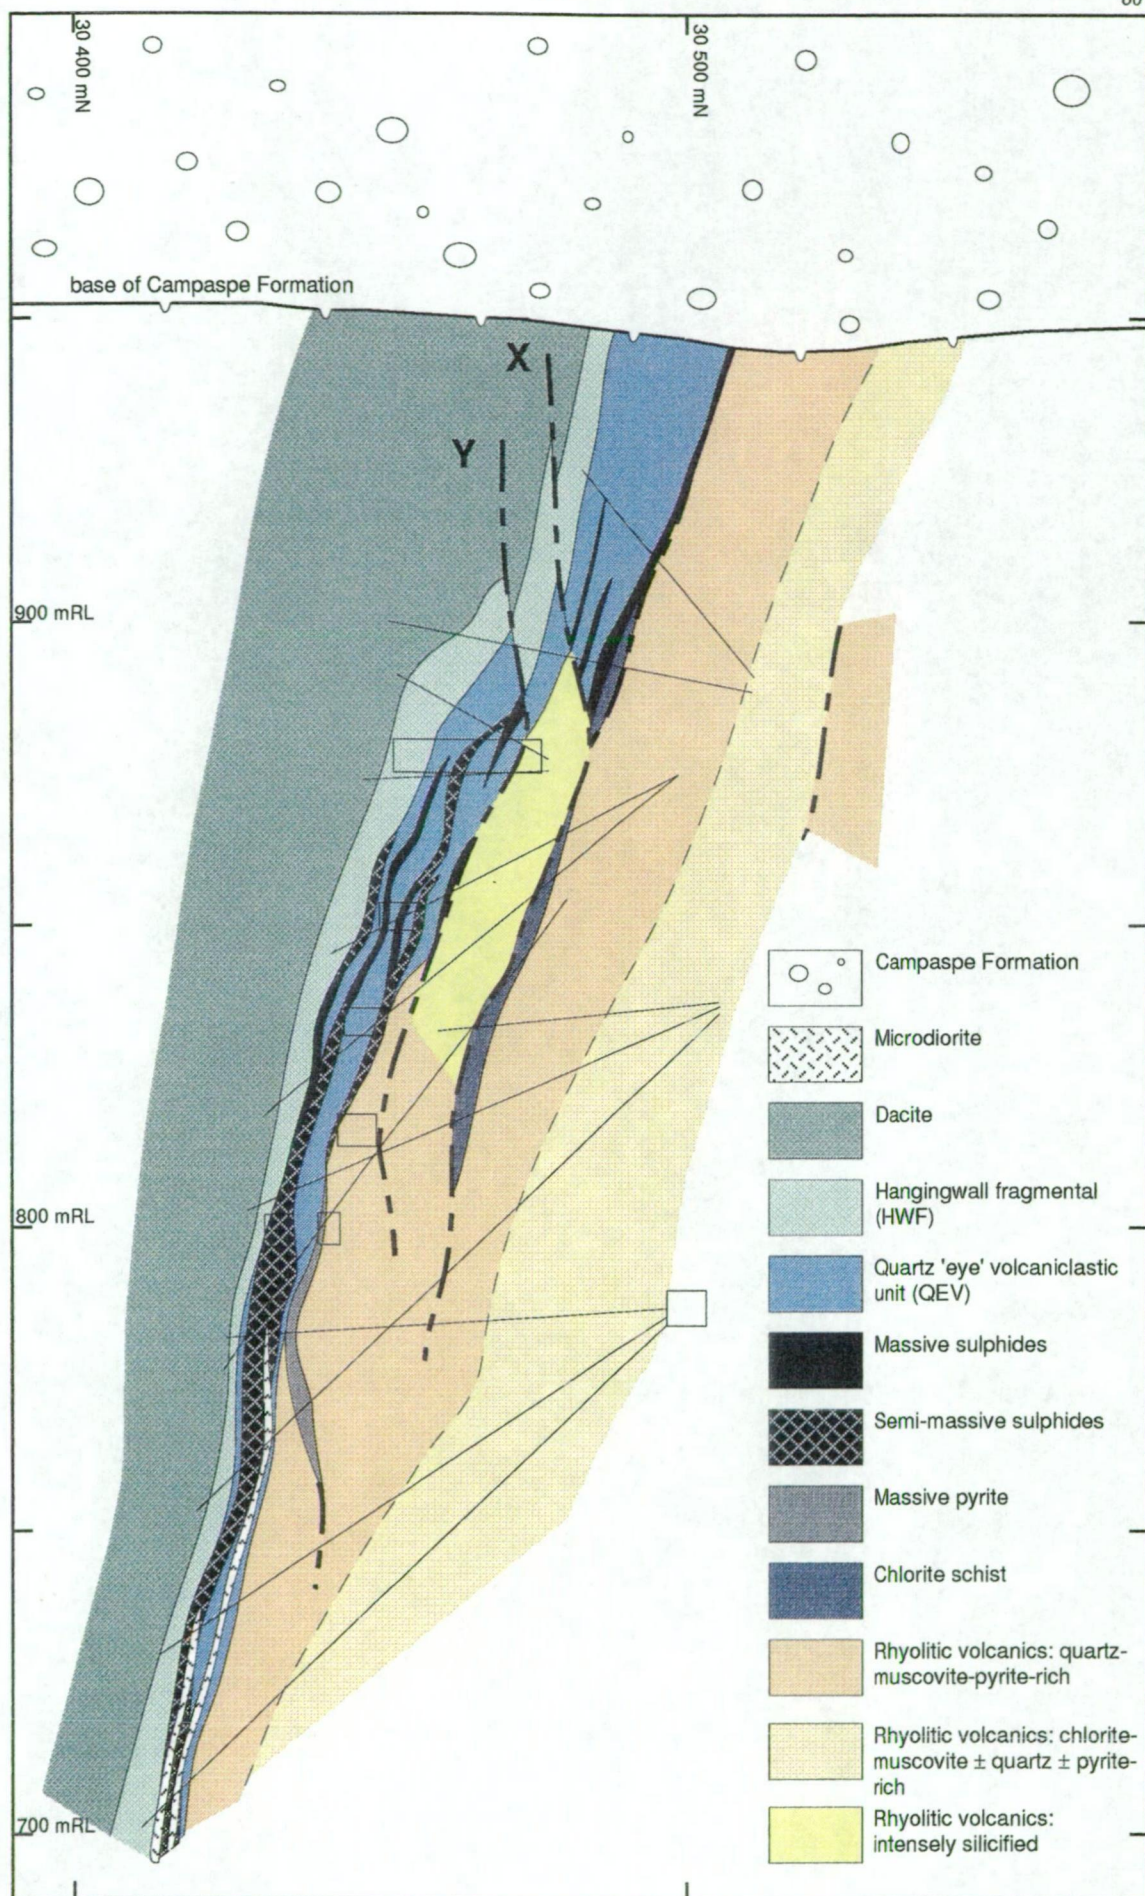 30 400 mN
30 500 mN
base of Campaspe Formation
X
Y
900 mRL
800 mRL
700 mRL
Campaspe Formation
Microdiorite
Dacite
Hangingwall fragmental
(HWF)
Quartz 'eye' volcaniclastic
unit (QEV)
Massive sulphides
Semi-massive sulphides
Massive pyrite
Chlorite schist
Rhyolitic volcanics: quartz-
muscovite-pyrite-rich
Rhyolitic volcanics: chlorite-
muscovite ± quartz ± pyrite-
rich
Rhyolitic volcanics:
intensely silicified